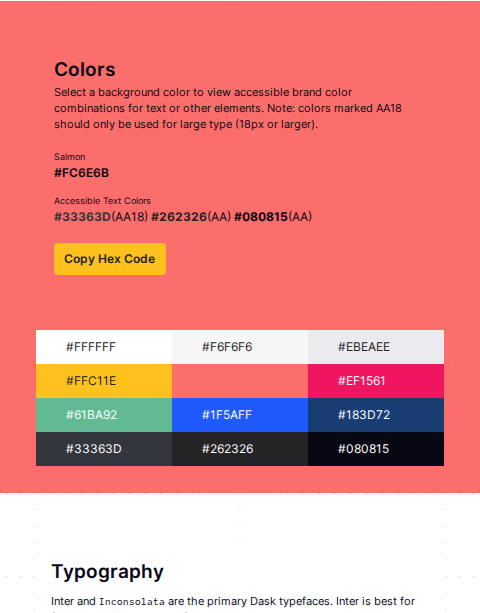 Colors
Select a background color to view accessible brand color
combinations for text or other elements. Note: colors marked AA18
should only be used for large type (18px or larger).
Salmon
#FC6E6B
Accessible Text Colors
#33363D(AA18) #262326(AA) #080815(AA)
Copy Hex Code
#FFFFFF #F6F6F6 #EBEAEE
#FFC11E #EF1561
#61BA92 #1F5AFF #183D72
#33363D #262326 #080815
Typography
Inter and Inconsolata are the primary Dask typefaces. Inter is best for